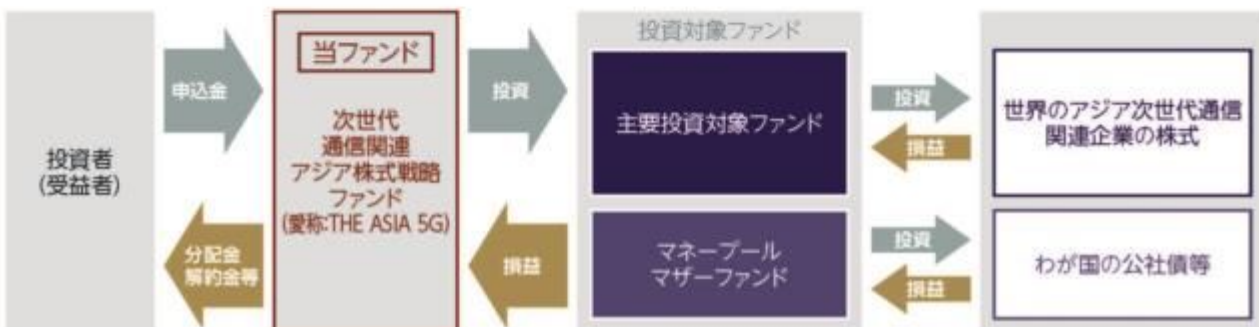 投資者
(受益者)
申込金
分配金
解約金等
当ファンド
次世代
通信関連
アジア株式戦略
ファンド
(愛称:THE ASIA 5G)
投資
損益
投資対象ファンド
主要投資対象ファンド
マネープール
マザーファンド
投資
損益
投資
損益
世界のアジア次世代通信
関連企業の株式
わが国の公社債等